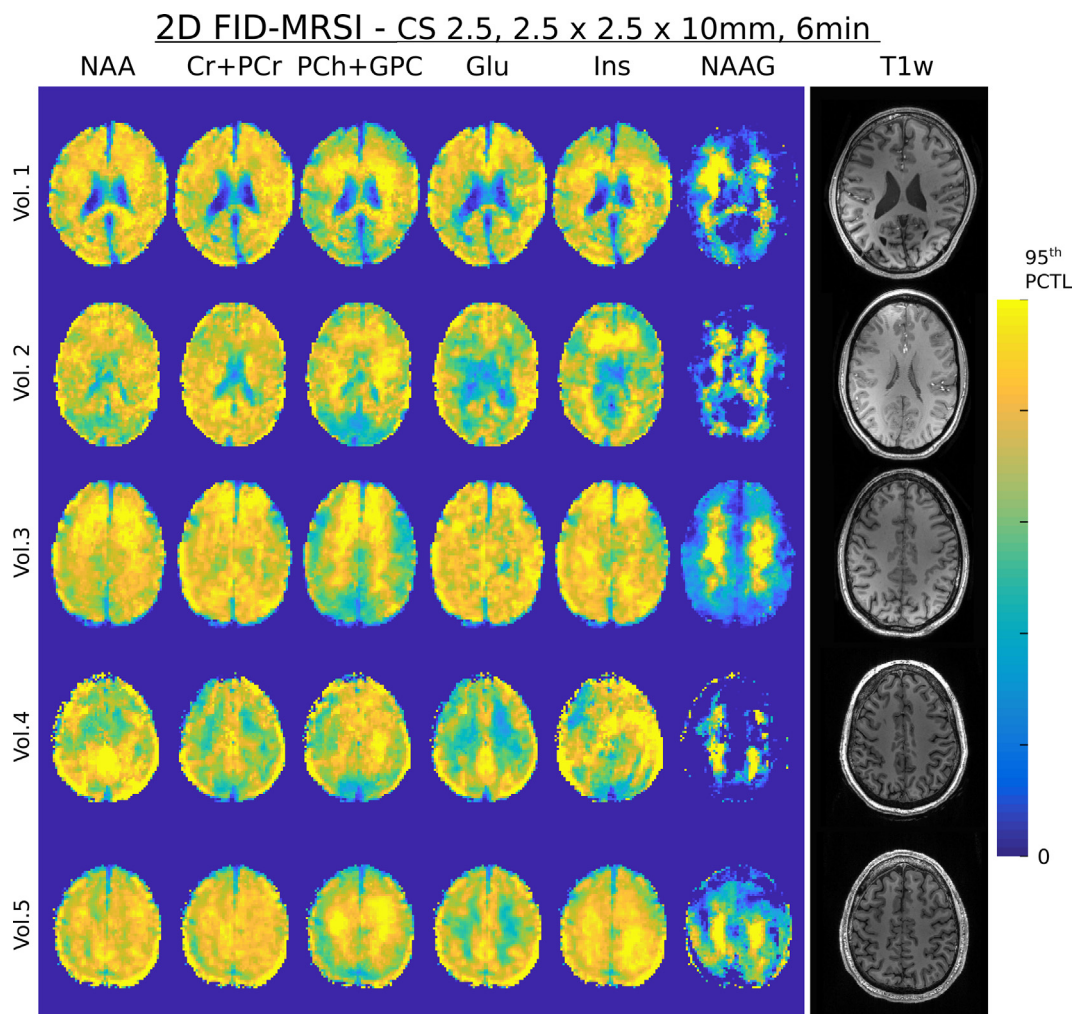 2D FID-MRSI - CS 2.5, 2.5 x 2.5 x 10mm, 6min
NAA Cr+PCr PCh+GPC Glu Ins NAAG T1w
Vol. 1
Vol. 2
Vol.3
Vol.4
Vol.5
95th
PCTL
0